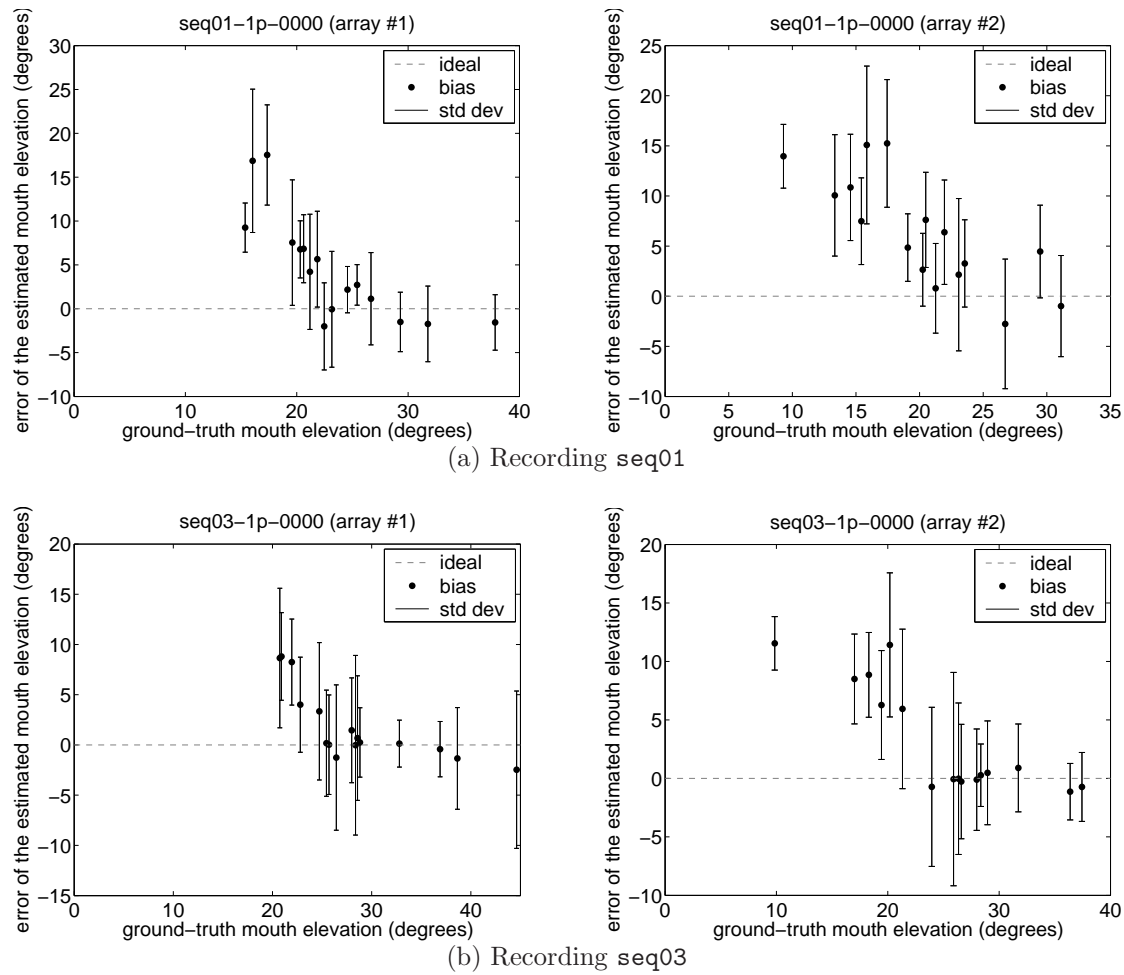 seq01−1p−0000 (array #1)
error of the estimated mouth elevation (degrees)
30
25
20
15
10
5
0
−5
−10
0
10
20
30
40
ground−truth mouth elevation (degrees)
ideal
bias
std dev
seq01−1p−0000 (array #2)
error of the estimated mouth elevation (degrees)
25
20
15
10
5
0
−5
−10
0
5
10
15
20
25
30
35
ground−truth mouth elevation (degrees)
ideal
bias
std dev
(a) Recording seq01
seq03−1p−0000 (array #1)
error of the estimated mouth elevation (degrees)
20
15
10
5
0
−5
−10
−15
0
10
20
30
40
ground−truth mouth elevation (degrees)
ideal
bias
std dev
seq03−1p−0000 (array #2)
error of the estimated mouth elevation (degrees)
20
15
10
5
0
−5
−10
0
10
20
30
40
ground−truth mouth elevation (degrees)
ideal
bias
std dev
(b) Recording seq03